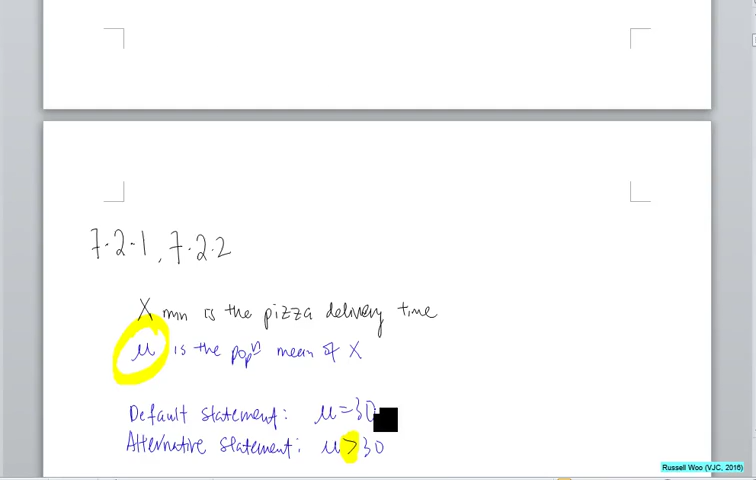 7.2.1, 7.2.2
X mn is the pizza delivery time
μ is the popⁿ mean of X
Default statement: μ=30
Alternative statement: μ>30
Russell Woo (VJC, 2016)